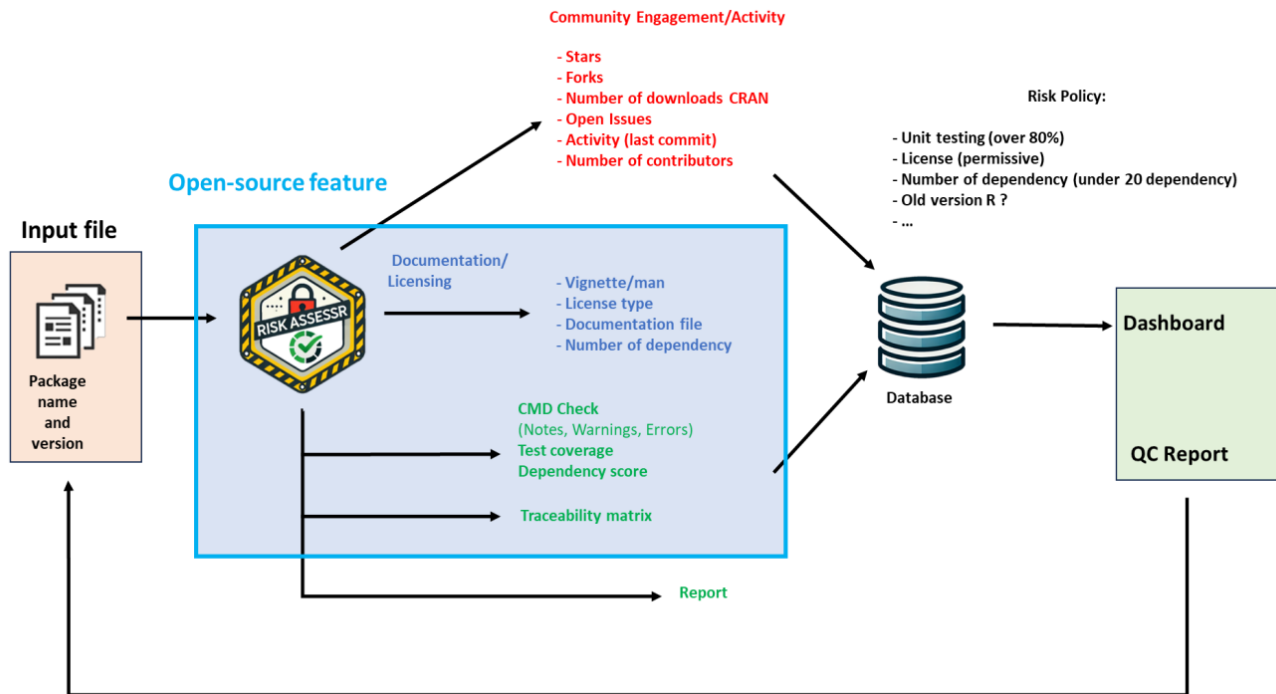 Community Engagement/Activity
- Stars
- Forks
- Number of downloads CRAN
- Open Issues
- Activity (last commit)
- Number of contributors
Risk Policy:
- Unit testing (over 80%)
- License (permissive)
- Number of dependency (under 20 dependency)
- Old version R ?
- ...
Open-source feature
Input file
Package
name
and
version
RISK ASSESSR
Documentation/
Licensing
- Vignette/man
- License type
- Documentation file
- Number of dependency
CMD Check
(Notes, Warnings, Errors)
Test coverage
Dependency score
Traceability matrix
Report
Database
Dashboard
QC Report